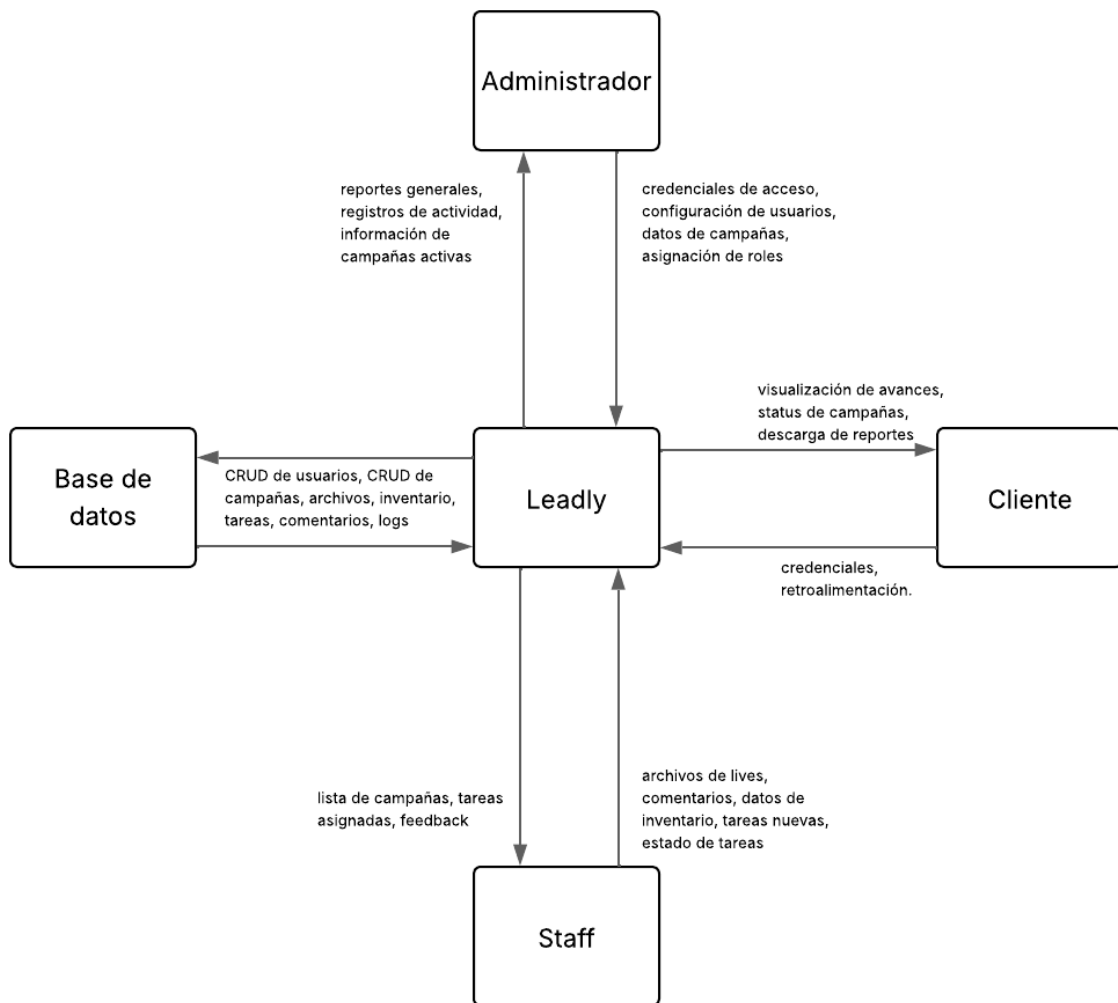 Administrador
reportes generales,
registros de actividad,
información de
campañas activas
credenciales de acceso,
configuración de usuarios,
datos de campañas,
asignación de roles
visualización de avances,
status de campañas,
descarga de reportes
Base de
datos
CRUD de usuarios, CRUD de
campañas, archivos, inventario,
tareas, comentarios, logs
Leadly
Cliente
credenciales,
retroalimentación.
lista de campañas, tareas
asignadas, feedback
archivos de lives,
comentarios, datos de
inventario, tareas nuevas,
estado de tareas
Staff